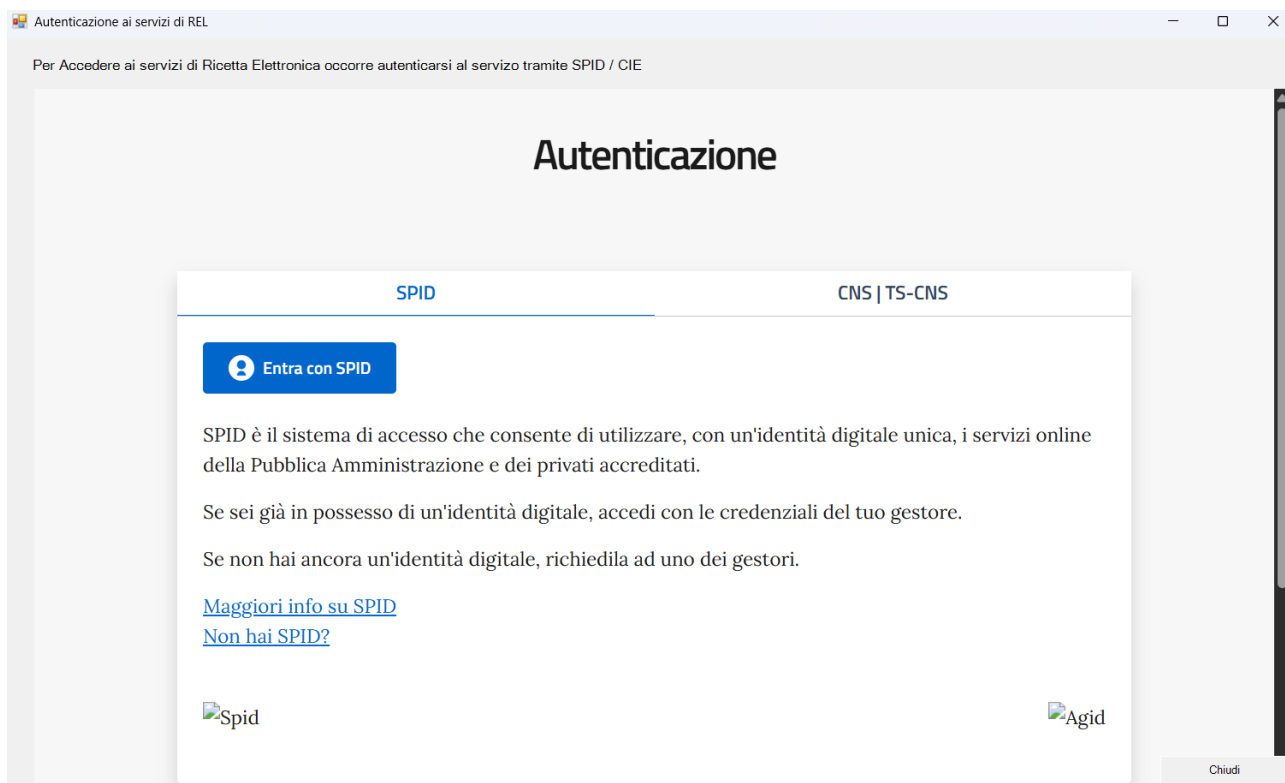 Autenticazione ai servizi di REL
Per Accedere ai servizi di Ricetta Elettronica occorre autenticarsi al servizo tramite SPID / CIE
Autenticazione
SPID
CNS | TS-CNS
Entra con SPID
SPID è il sistema di accesso che consente di utilizzare, con un'identità digitale unica, i servizi online
della Pubblica Amministrazione e dei privati accreditati.
Se sei già in possesso di un'identità digitale, accedi con le credenziali del tuo gestore.
Se non hai ancora un'identità digitale, richiedila ad uno dei gestori.
Maggiori info su SPID
Non hai SPID?
Spid
Agid
Chiudi